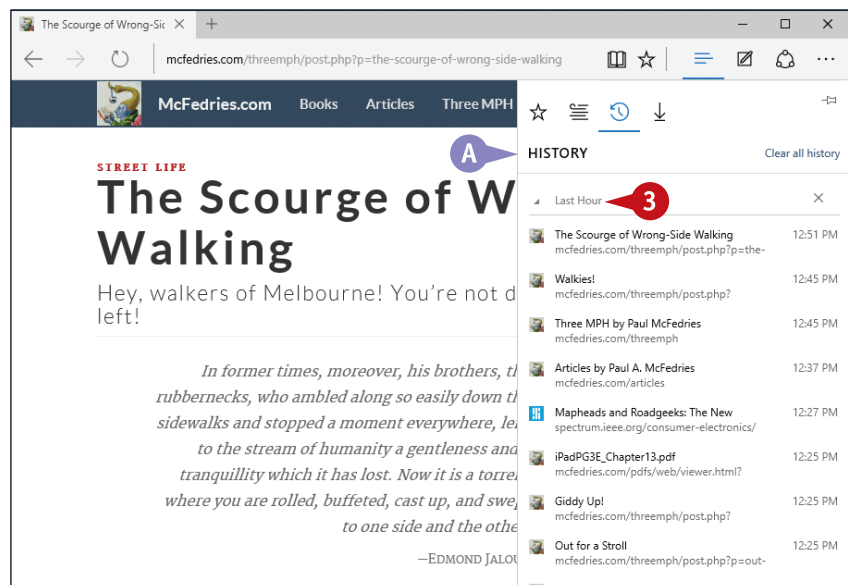 The Scourge of Wrong-Sic
mcfedries.com/threemph/post.php?p=the-scourge-of-wrong-side-walking
McFedries.com Books Articles Three MPH
STREET LIFE
The Scourge of W
Walking
Hey, walkers of Melbourne! You're not d
left!
In former times, moreover, his brothers, th
rubbernecks, who ambled along so easily down th
sidewalks and stopped a moment everywhere, le
to the stream of humanity a gentleness and
tranquillity which it has lost. Now it is a torre
where you are rolled, buffeted, cast up, and swe
to one side and the othe
—EDMOND JALOU
A
HISTORY Clear all history
Last Hour
3
The Scourge of Wrong-Side Walking 12:51 PM
mcfedries.com/threemph/post.php?p=the-
Walkies! 12:45 PM
mcfedries.com/threemph/post.php?
Three MPH by Paul McFedries 12:45 PM
mcfedries.com/threemph
Articles by Paul A. McFedries 12:37 PM
mcfedries.com/articles
Mapheads and Roadgeeks: The New 12:27 PM
spectrum.ieee.org/consumer-electronics/
iPadPG3E_Chapter13.pdf 12:25 PM
mcfedries.com/pdfs/web/viewer.html?
Giddy Up! 12:25 PM
mcfedries.com/threemph/post.php?
Out for a Stroll 12:25 PM
mcfedries.com/threemph/post.php?p=out-